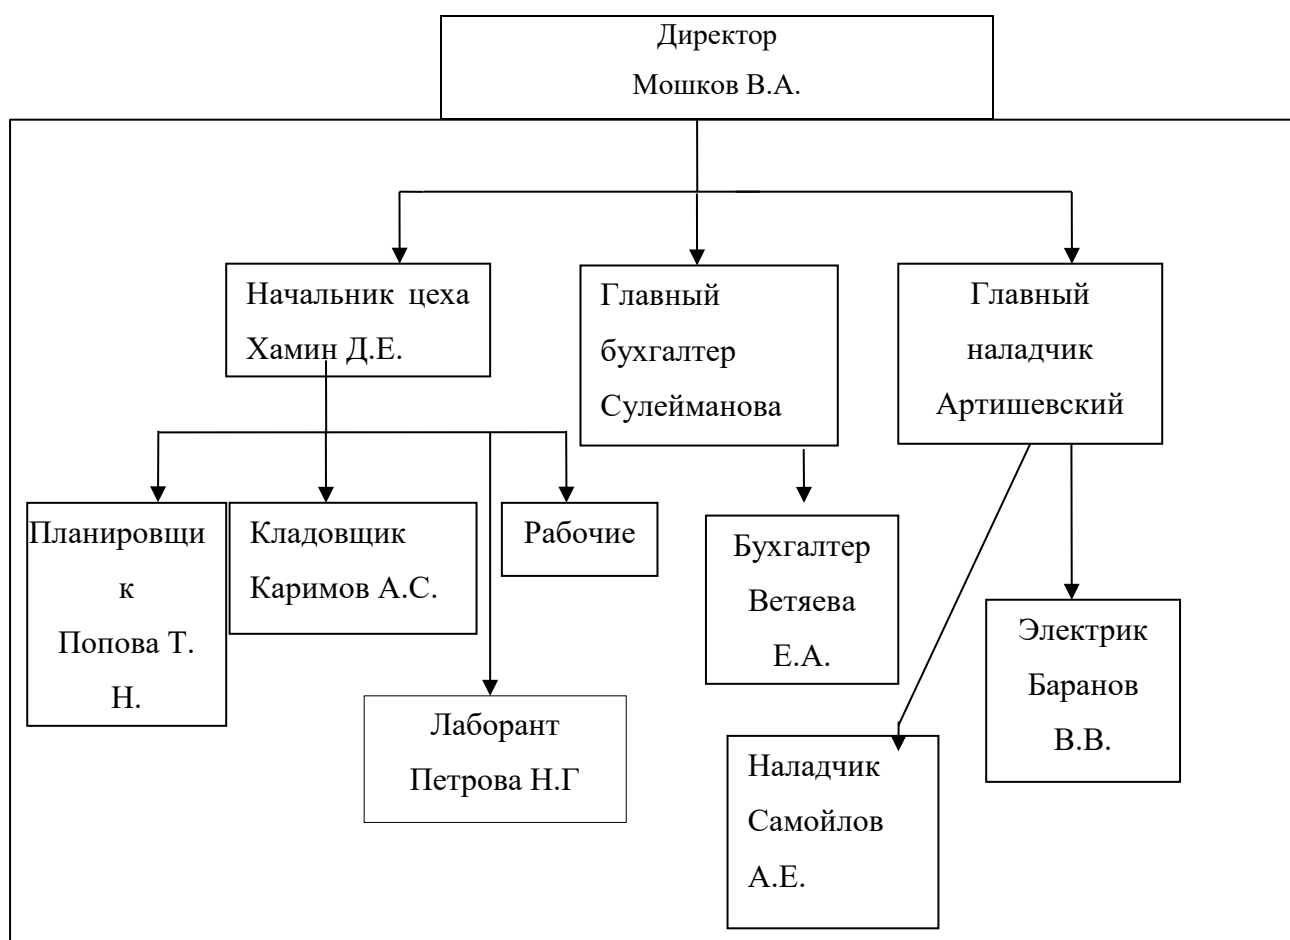 Директор
Мошков В.А.
Начальник цеха
Хамин Д.Е.
Главный
бухгалтер
Сулейманова
Главный
наладчик
Артишевский
Планировщи
к
Попова Т.
Н.
Кладовщик
Каримов А.С.
Рабочие
Бухгалтер
Ветяева
Е.А.
Электрик
Баранов
В.В.
Лаборант
Петрова Н.Г
Наладчик
Самойлов
А.Е.